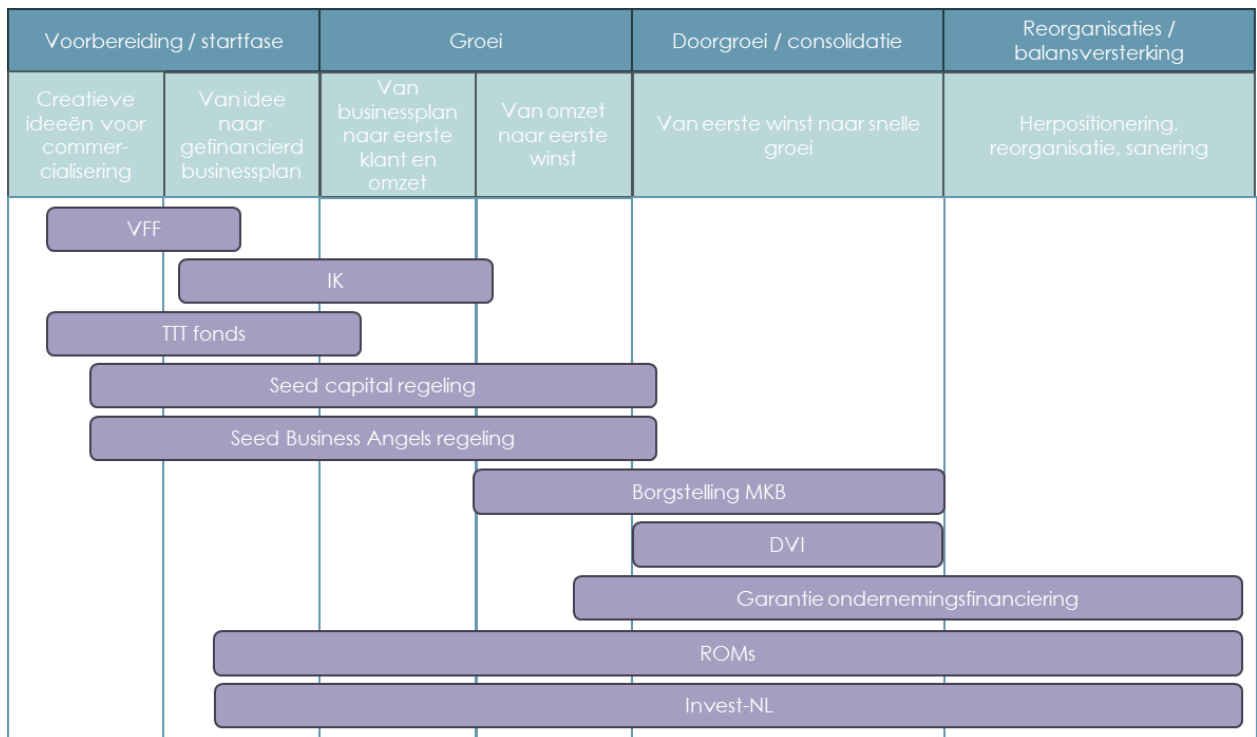 Voorbereiding / startfase
Groei
Doorgroei / consolidatie
Reorganisaties /
balansversterking
Creatieve
ideeën voor
commer-
cialisering
Van idee
naar
gefinancierd
businessplan
Van
businessplan
naar eerste
klant en
omzet
Van omzet
naar eerste
winst
Van eerste winst naar snelle
groei
Herpositionering,
reorganisatie, sanering
VFF
IK
TTT fonds
Seed capital regeling
Seed Business Angels regeling
Borgstelling MKB
DVI
Garantie ondernemingsfinanciering
ROMs
Invest-NL